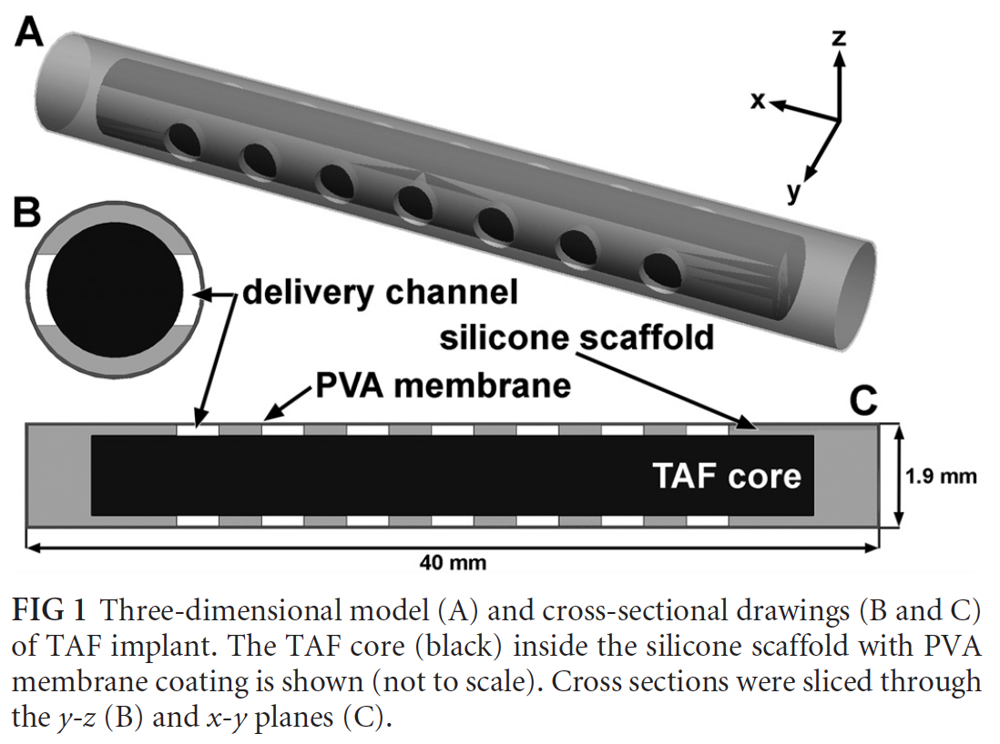 A
z
x
y
B
delivery channel
silicone scaffold
PVA membrane
C
TAF core
1.9 mm
40 mm
FIG 1 Three-dimensional model (A) and cross-sectional drawings (B and C)
of TAF implant. The TAF core (black) inside the silicone scaffold with PVA
membrane coating is shown (not to scale). Cross sections were sliced through
the y-z (B) and x-y planes (C).